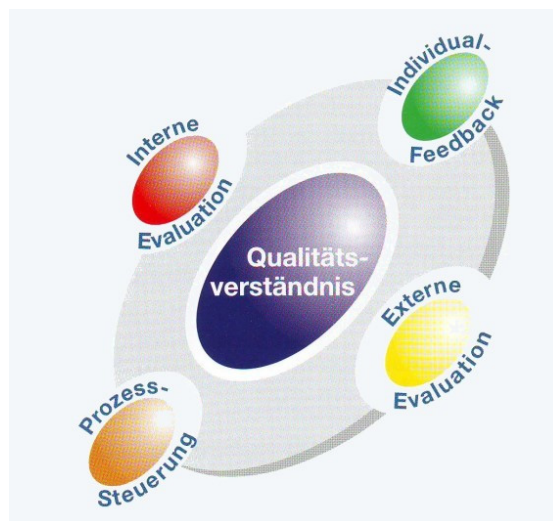 Individual-
Feedback
Interne
Evaluation
Qualitäts-
verständnis
Externe
Evaluation
Prozess-
Steuerung